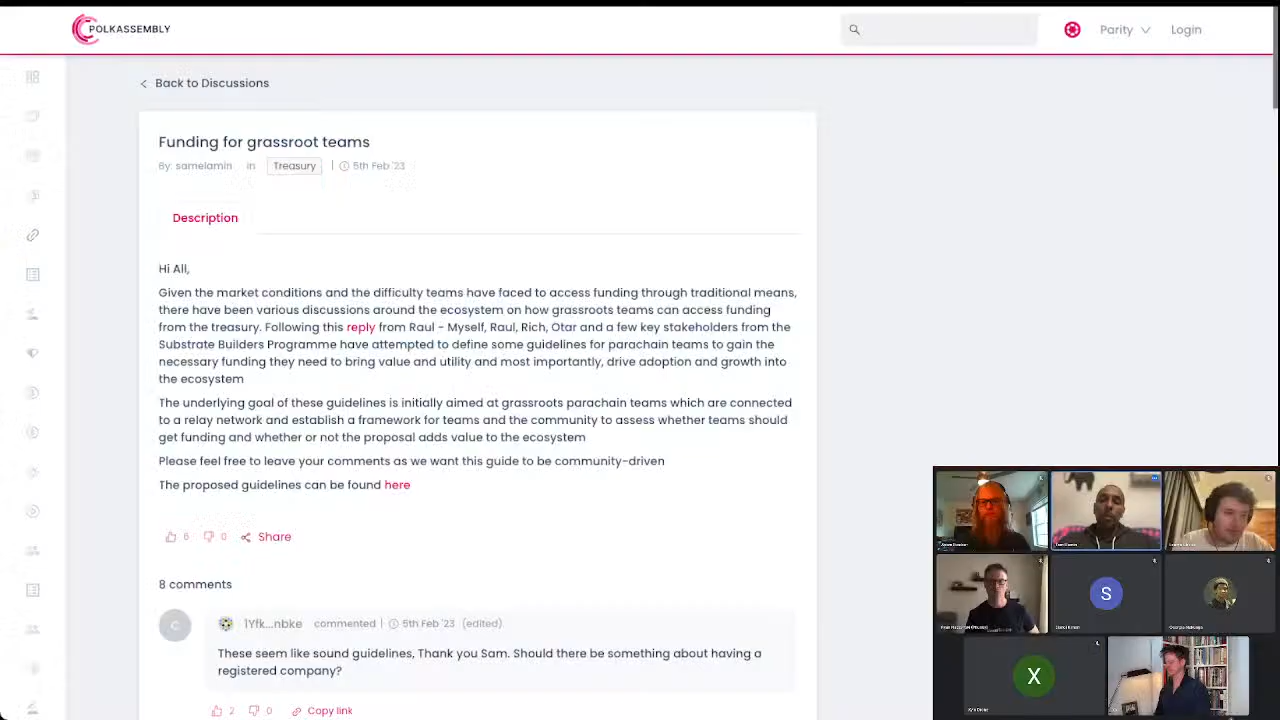 POLKASSEMBLY
Parity
Login
Back to Discussions
Funding for grassroot teams
By: samelamin in Treasury | 5th Feb '23
Description
Hi All,
Given the market conditions and the difficulty teams have faced to access funding through traditional means,
there have been various discussions around the ecosystem on how grassroots teams can access funding
from the treasury. Following this reply from Raul - Myself, Raul, Rich, Otar and a few key stakeholders from the
Substrate Builders Programme have attempted to define some guidelines for parachain teams to gain the
necessary funding they need to bring value and utility and most importantly, drive adoption and growth into
the ecosystem
The underlying goal of these guidelines is initially aimed at grassroots parachain teams which are connected
to a relay network and establish a framework for teams and the community to assess whether teams should
get funding and whether or not the proposal adds value to the ecosystem
Please feel free to leave your comments as we want this guide to be community-driven
The proposed guidelines can be found here
6 0 Share
8 comments
C
1Yfk...nbke commented | 5th Feb '23 (edited)
These seem like sound guidelines, Thank you Sam. Should there be something about having a
registered company?
2 0 Copy link
S
X